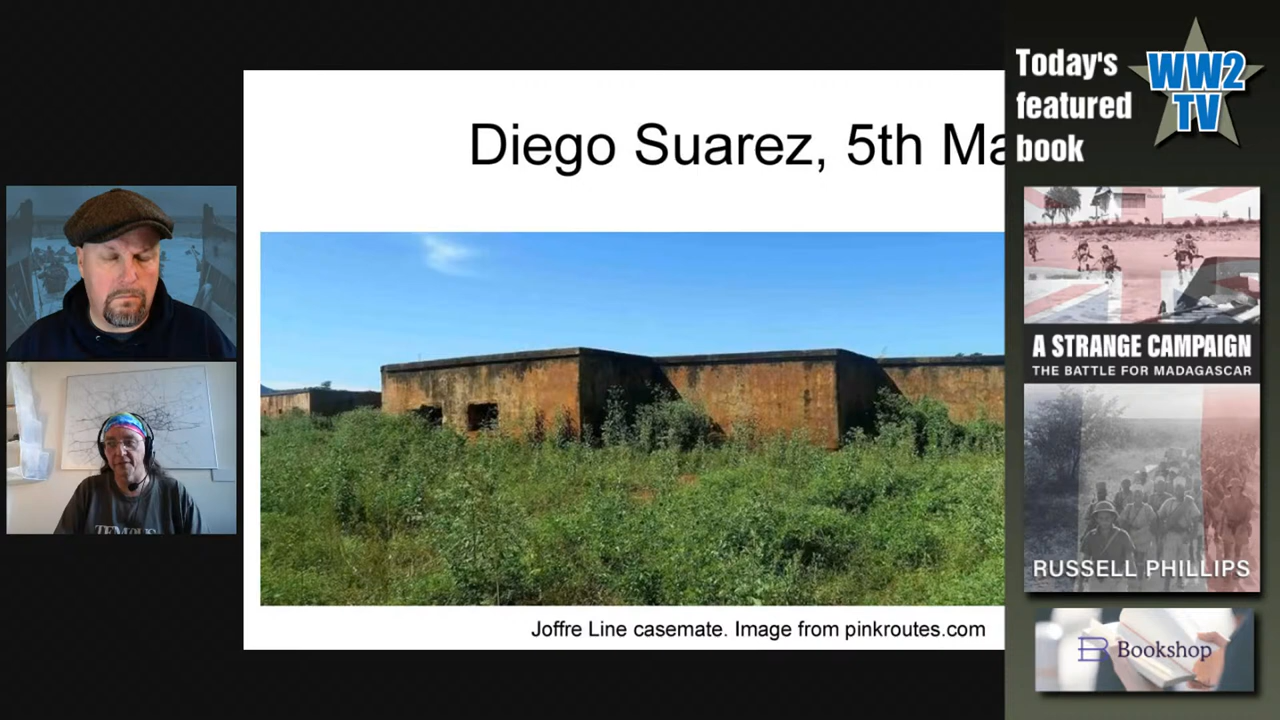 Diego Suarez, 5th Ma
Joffre Line casemate. Image from pinkroutes.com
Today's
featured
book
WW2
TV
A STRANGE CAMPAIGN
THE BATTLE FOR MADAGASCAR
RUSSELL PHILLIPS
Bookshop